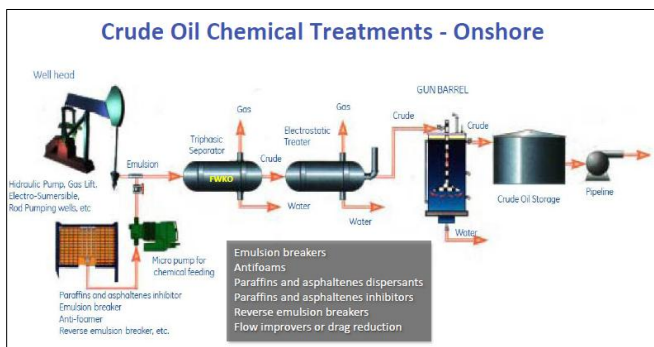 Crude Oil Chemical Treatments - Onshore
Well head
Emulsion
Hidraulic Pump, Gas Lift,
Electro-Sumersible,
Rod Pumping wells, etc
Triphasic
Separator
FWKO
Gas
Crude
Water
Electrostatic
Treater
Gas
Water
Crude
GUN BARREL
Crude
Water
Crude Oil Storage
Pipeline
Micro pump for
chemical feeding
Paraffins and asphaltenes inhibitor
Emulsion breaker
Anti-foamer
Reverse emulsion breaker, etc.
Emulsion breakers
Antifoams
Paraffins and asphaltenes dispersants
Paraffins and asphaltenes inhibitors
Reverse emulsion breakers
Flow improvers or drag reduction